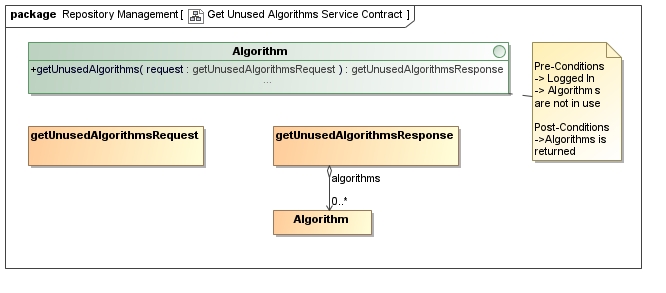 package Repository Management[ Get Unused Algorithms Service Contract ]
Algorithm
+getUnusedAlgorithms( request : getUnusedAlgorithmsRequest ) : getUnusedAlgorithmsResponse
...
Pre-Conditions
-> Logged In
-> Algorithms
are not in use
Post-Conditions
->Algorithms is
returned
getUnusedAlgorithmsRequest
getUnusedAlgorithmsResponse
algorithms
0..*
Algorithm